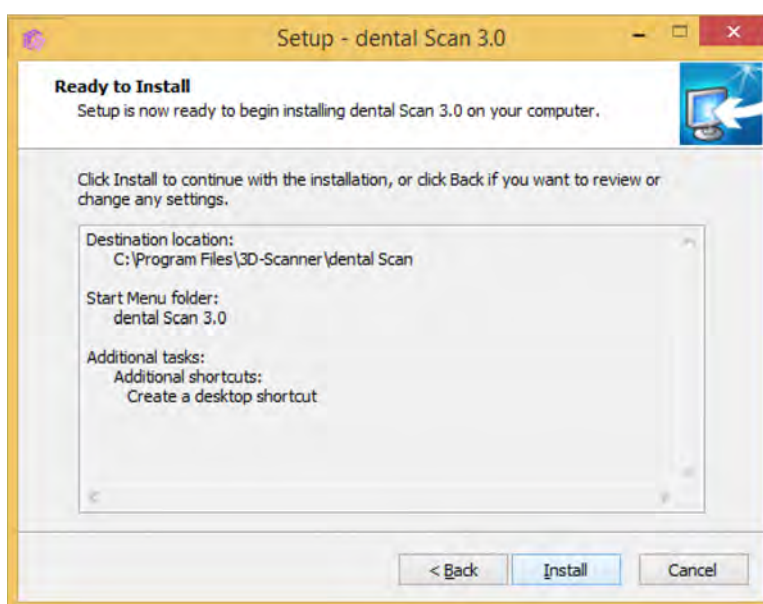 Setup - dental Scan 3.0
Ready to Install
Setup is now ready to begin installing dental Scan 3.0 on your computer.
Click Install to continue with the installation, or click Back if you want to review or
change any settings.
Destination location:
C:\Program Files\3D-Scanner\dental Scan
Start Menu folder:
dental Scan 3.0
Additional tasks:
Additional shortcuts:
Create a desktop shortcut
< Back
Install
Cancel